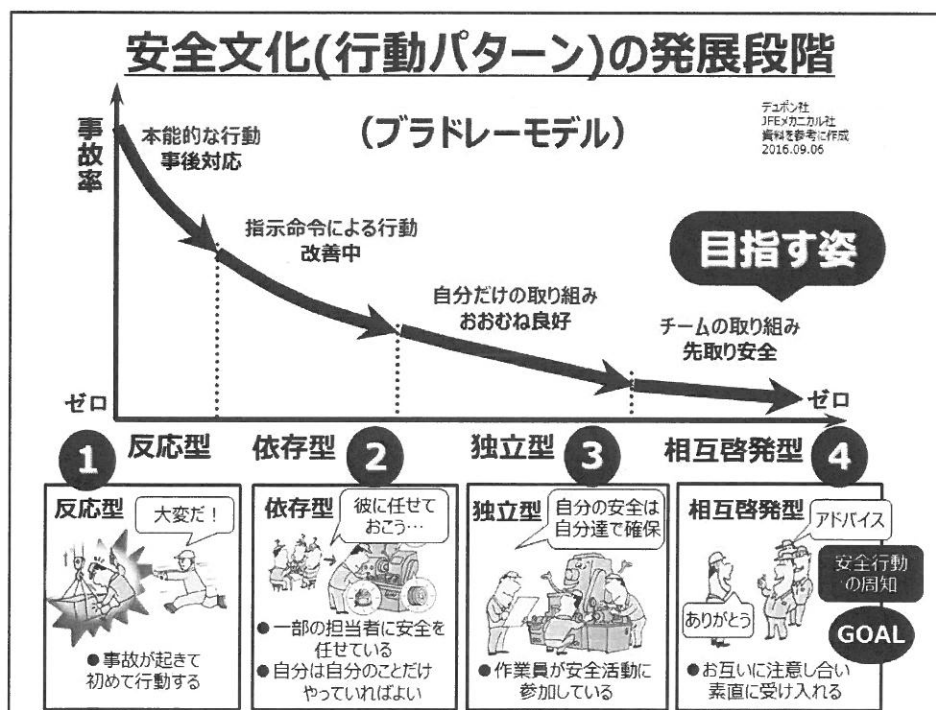 安全文化(行動パターン)の発展段階
(ブラドレーモデル)
デュポン社
JFEメカニカル社
資料を参考に作成
2016.09.06
事故率
本能的な行動
事後対応
指示命令による行動
改善中
自分だけの取り組み
おおむね良好
目指す姿
チームの取り組み
先取り安全
ゼロ
ゼロ
1 反応型
依存型 2
独立型 3
相互啓発型 4
反応型
大変だ!
●事故が起きて
初めて行動する
依存型
彼に任せて
おこう…
●一部の担当者に安全を
任せている
●自分は自分のことだけ
やっていればよい
独立型
自分の安全は
自分達で確保
●作業員が安全活動に
参加している
相互啓発型
アドバイス
ありがとう
安全行動
の周知
GOAL
●お互いに注意し合い
素直に受け入れる